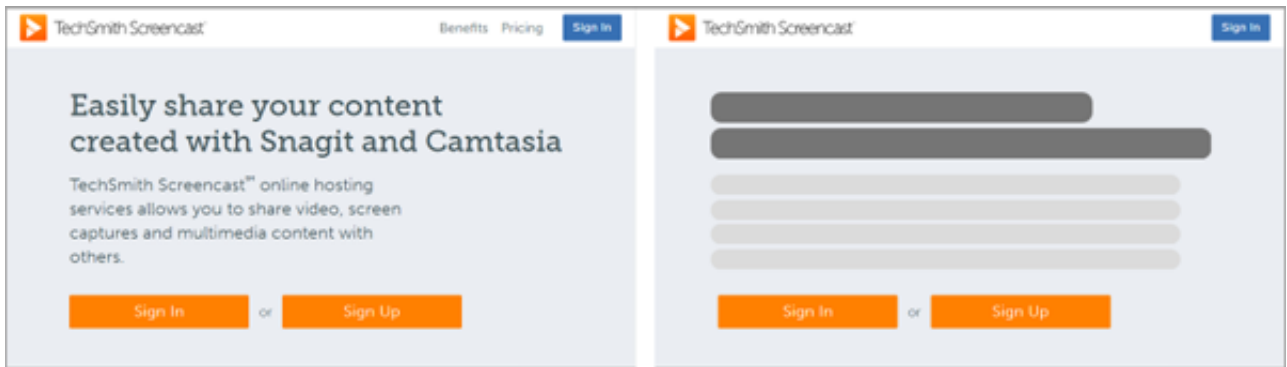 TechSmith Screencast
Benefits Pricing Sign In
Easily share your content
created with Snagit and Camtasia
TechSmith Screencast℠ online hosting
services allows you to share video, screen
captures and multimedia content with
others.
Sign In or Sign Up
TechSmith Screencast
Sign In
Sign In or Sign Up